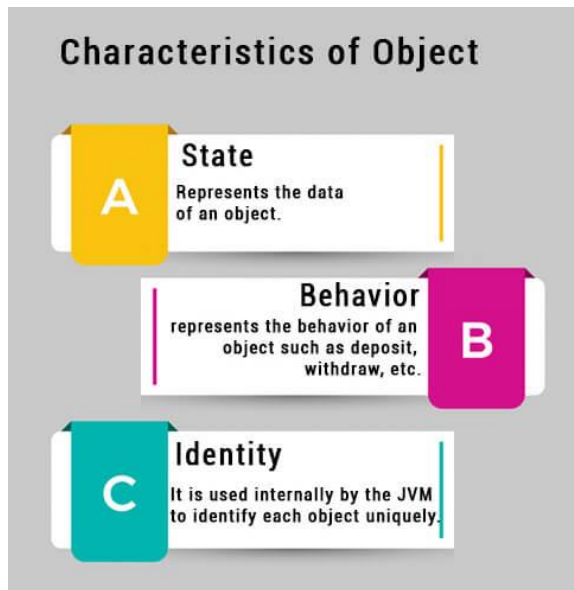 Characteristics of Object
A
State
Represents the data
of an object.
Behavior
represents the behavior of an
object such as deposit,
withdraw, etc.
B
C
Identity
It is used internally by the JVM
to identify each object uniquely.